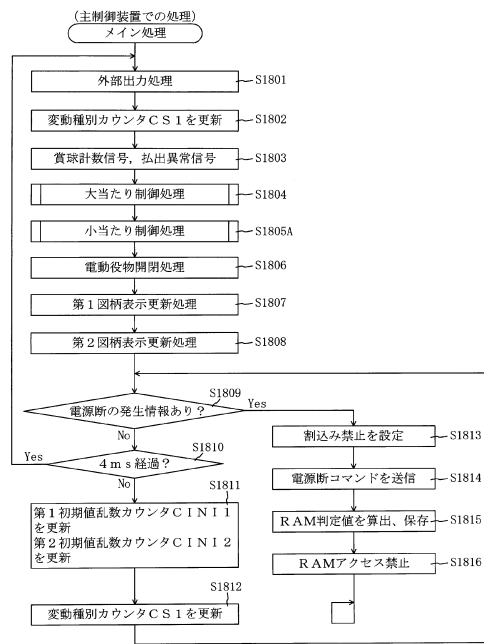 (主制御装置での処理)
メイン処理
外部出力処理
S1801
変動種別カウンタCS1を更新
S1802
賞球計数信号，払出異常信号
S1803
大当たり制御処理
S1804
小当たり制御処理
S1805A
電動役物開閉処理
S1806
第1図柄表示更新処理
S1807
第2図柄表示更新処理
S1808
S1809
電源断の発生情報あり？
Yes
No
S1810
Yes
4ms経過？
No
S1811
第1初期値乱数カウンタCINI1
を更新
第2初期値乱数カウンタCINI2
を更新
S1812
変動種別カウンタCS1を更新
割込み禁止を設定
S1813
電源断コマンドを送信
S1814
RAM判定値を算出、保存
S1815
RAMアクセス禁止
S1816